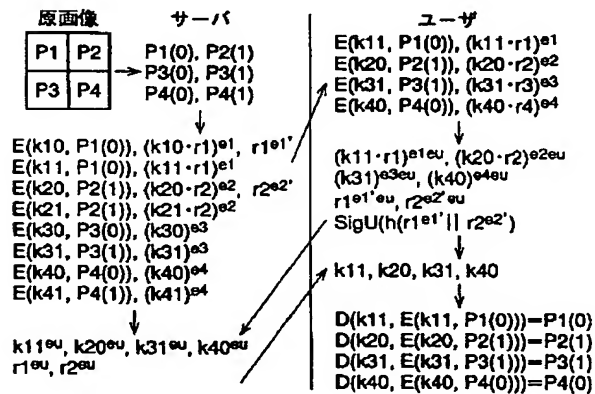 原画像
サーバ
P1 P2
P3 P4
P1(0), P2(1)
P3(0), P3(1)
P4(0), P4(1)
E(k10, P1(0)), (k10·r1)^e1, r1^e1'
E(k11, P1(0)), (k11·r1)^e1
E(k20, P2(1)), (k20·r2)^e2, r2^e2'
E(k21, P2(1)), (k21·r2)^e2
E(k30, P3(0)), (k30)^e3
E(k31, P3(1)), (k31)^e3
E(k40, P4(0)), (k40)^e4
E(k41, P4(1)), (k41)^e4
k11^eu, k20^eu, k31^eu, k40^eu
r1^eu, r2^eu
ユーザ
E(k11, P1(0)), (k11·r1)^e1
E(k20, P2(1)), (k20·r2)^e2
E(k31, P3(1)), (k31·r3)^e3
E(k40, P4(0)), (k40·r4)^e4
(k11·r1)^e1eu, (k20·r2)^e2eu
(k31)^e3eu, (k40)^e4eu
r1^e1'eu, r2^e2'eu
SigU(h(r1^e1'|| r2^e2')
k11, k20, k31, k40
D(k11, E(k11, P1(0)))=P1(0)
D(k20, E(k20, P2(1)))=P2(1)
D(k31, E(k31, P3(1)))=P3(1)
D(k40, E(k40, P4(0)))=P4(0)